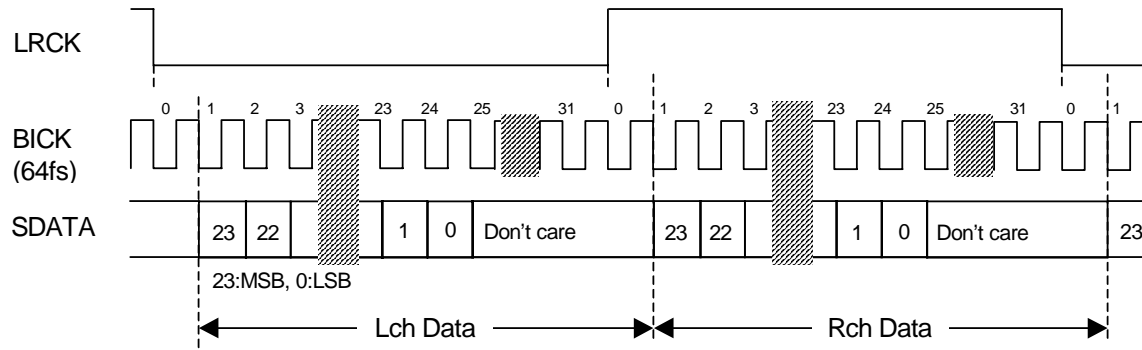 LRCK
0 1 2 3 23 24 25 31 0 1 2 3 23 24 25 31 0 1
BICK
(64fs)
SDATA 23 22 1 0 Don't care 23 22 1 0 Don't care 23
23:MSB, 0:LSB
Lch Data Rch Data